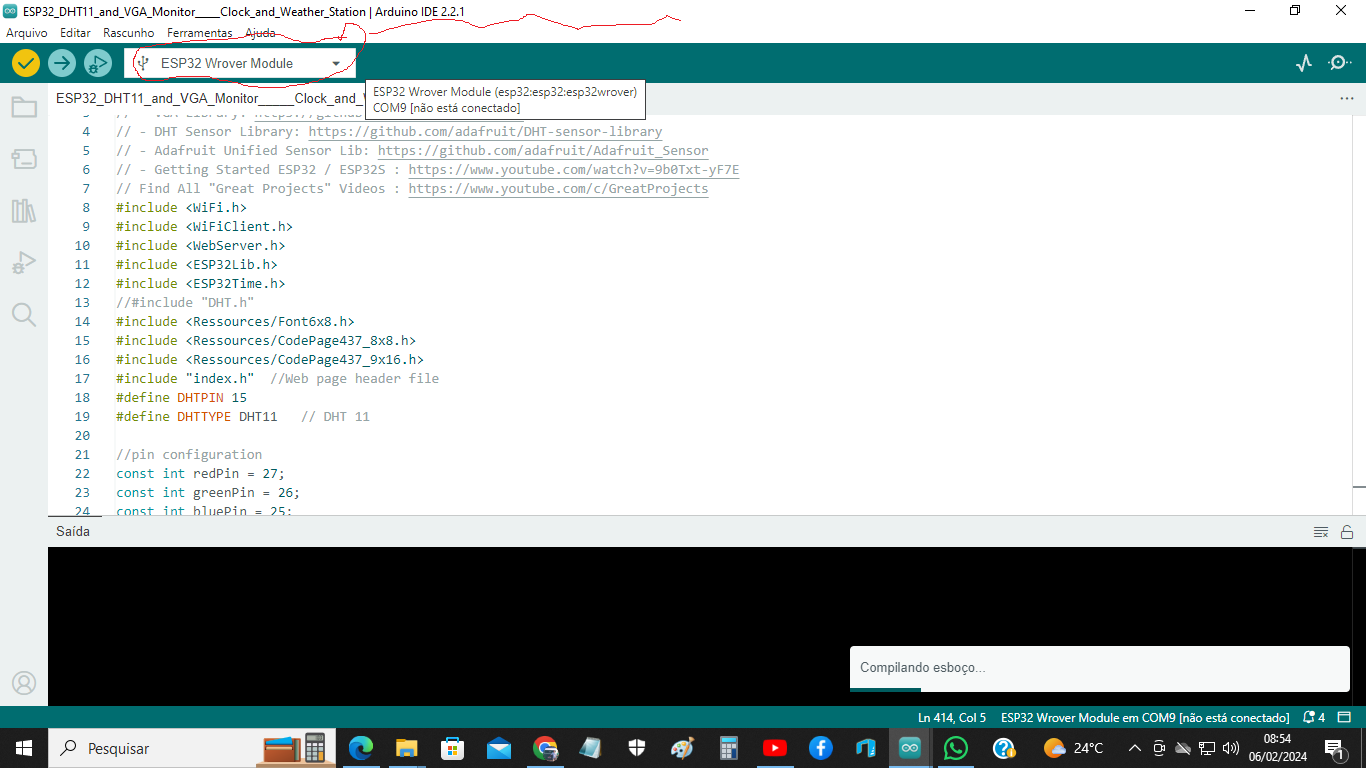 ESP32_DHT11_and_VGA_Monitor_____Clock_and_Weather_Station | Arduino IDE 2.2.1
Arquivo Editar Rascunho Ferramentas Ajuda
ESP32 Wrover Module
ESP32 Wrover Module (esp32:esp32:esp32wrover)
COM9 [não está conectado]
ESP32_DHT11_and_VGA_Monitor_____Clock_and_
4 // - DHT Sensor Library: https://github.com/adafruit/DHT-sensor-library
5 // - Adafruit Unified Sensor Lib: https://github.com/adafruit/Adafruit_Sensor
6 // - Getting Started ESP32 / ESP32S : https://www.youtube.com/watch?v=9b0Txt-yF7E
7 // Find All "Great Projects" Videos : https://www.youtube.com/c/GreatProjects
8 #include <WiFi.h>
9 #include <WiFiClient.h>
10 #include <WebServer.h>
11 #include <ESP32Lib.h>
12 #include <ESP32Time.h>
13 //#include "DHT.h"
14 #include <Ressources/Font6x8.h>
15 #include <Ressources/CodePage437_8x8.h>
16 #include <Ressources/CodePage437_9x16.h>
17 #include "index.h" //Web page header file
18 #define DHTPIN 15
19 #define DHTTYPE DHT11 // DHT 11
20
21 //pin configuration
22 const int redPin = 27;
23 const int greenPin = 26;
24 const int bluePin = 25;
Saída
Compilando esboço...
Ln 414, Col 5 ESP32 Wrover Module em COM9 [não está conectado] 4
Pesquisar
24°C
08:54
06/02/2024
1